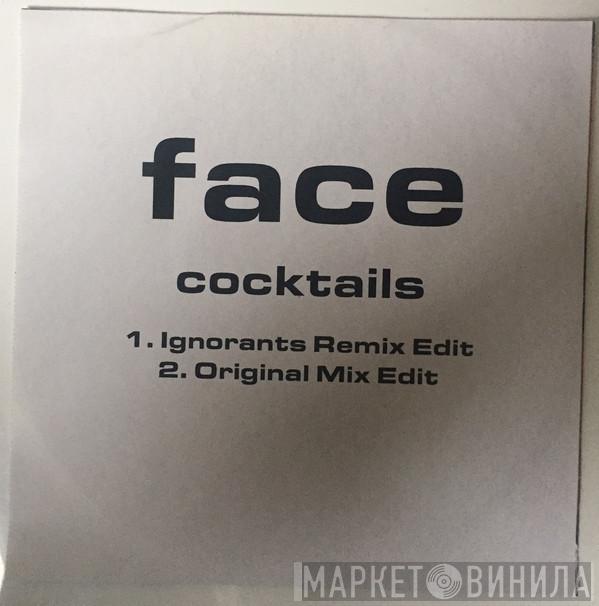 face
cocktails
1. Ignorants Remix Edit
2. Original Mix Edit
МАРКЕТ ВИНИЛА